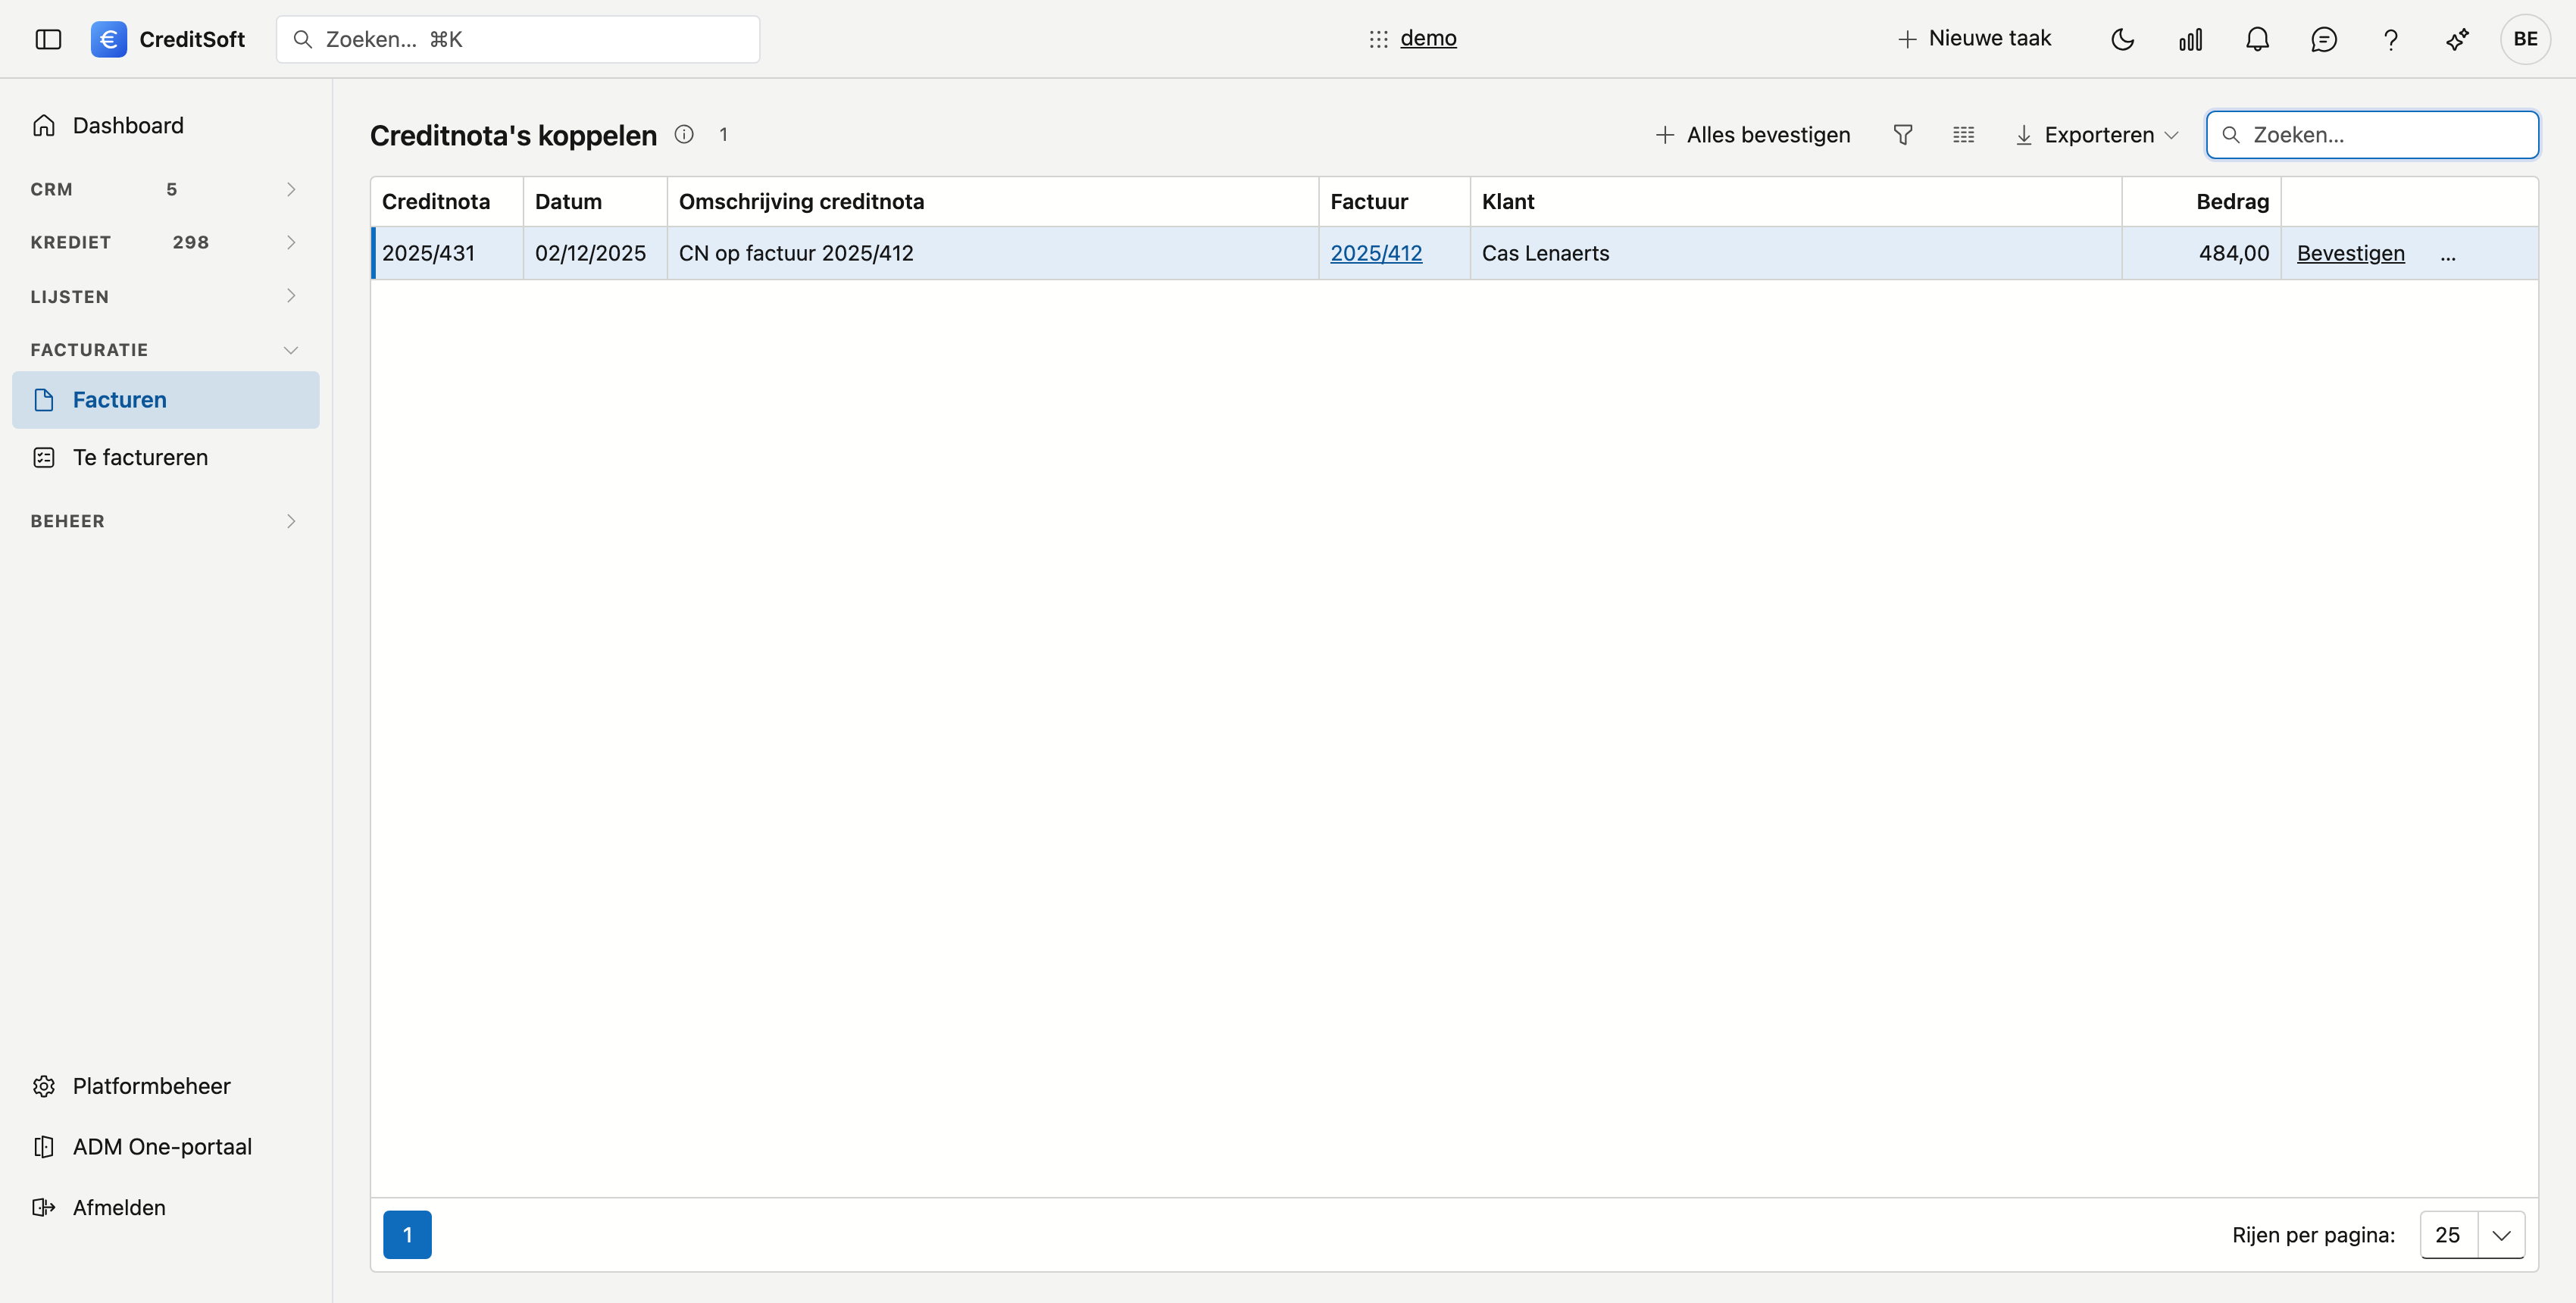 € CreditSoft Zoeken... ⌘K demo Nieuwe taak ? BE
Dashboard
CRM 5
KREDIET 298
LIJSTEN
FACTURATIE
Facturen
Te factureren
BEHEER
Platformbeheer
ADM One-portaal
Afmelden
Creditnota's koppelen 1 Alles bevestigen Exporteren Zoeken...
Creditnota Datum Omschrijving creditnota Factuur Klant Bedrag
2025/431 02/12/2025 CN op factuur 2025/412 2025/412 Cas Lenaerts 484,00 Bevestigen ...
1 Rijen per pagina: 25